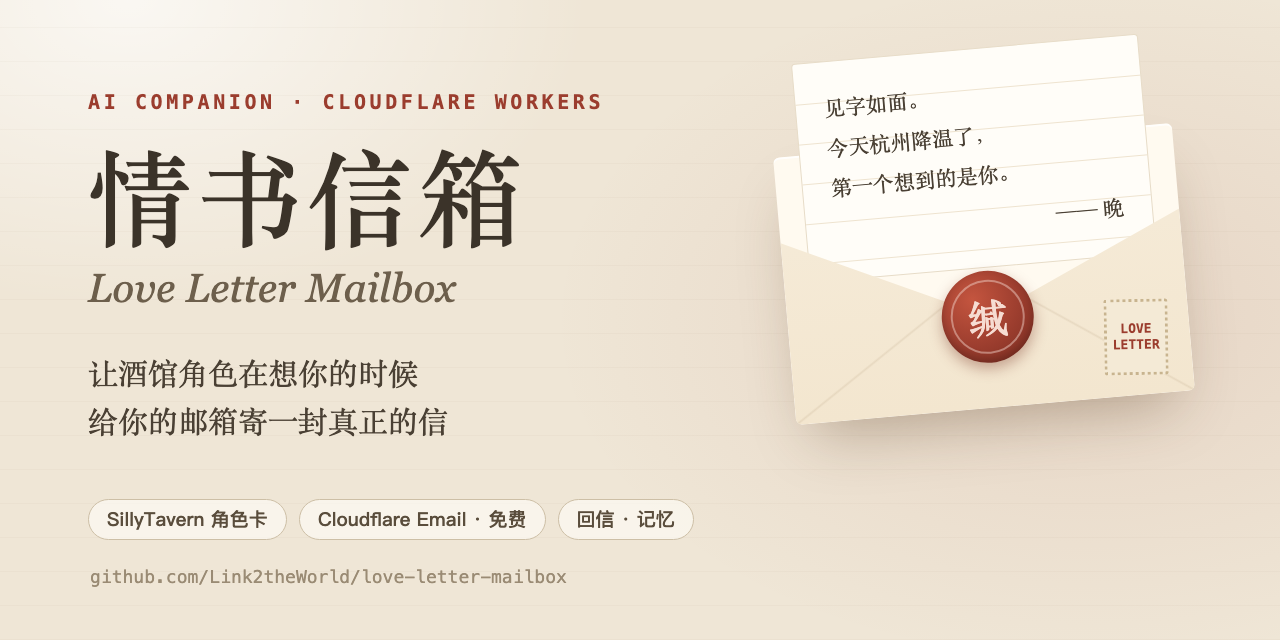 AI COMPANION · CLOUDFLARE WORKERS
情书信箱
Love Letter Mailbox
让酒馆角色在想你的时候
给你的邮箱寄一封真正的信
SillyTavern 角色卡
Cloudflare Email · 免费
回信 · 记忆
github.com/Link2theWorld/love-letter-mailbox
见字如面。
今天杭州降温了，
第一个想到的是你。
—— 晚
缄
LOVE
LETTER